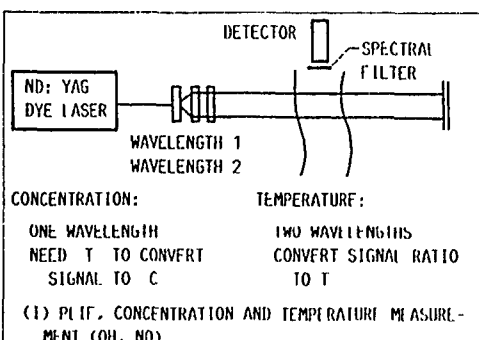 DETECTOR
SPECTRAL
FILTER
ND: YAG
DYE LASER
WAVELENGTH 1
WAVELENGTH 2
CONCENTRATION:
TEMPERATURE:
ONE WAVELENGTH
TWO WAVELENGTHS
NEED T TO CONVERT
CONVERT SIGNAL RATIO
SIGNAL TO C
TO T
(1) PLIF, CONCENTRATION AND TEMPERATURE MEASURE-
MENT (OH, NO)